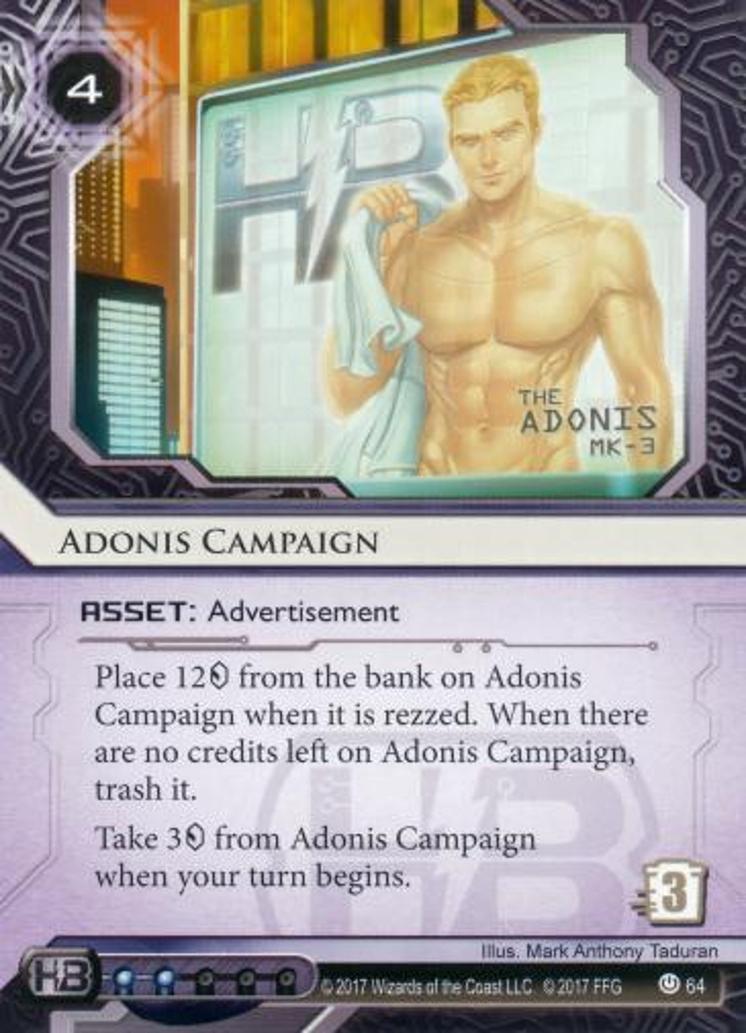 4
HB
THE
ADONIS
MK-3
ADONIS CAMPAIGN
ASSET: Advertisement
Place 12 from the bank on Adonis
Campaign when it is rezzed. When there
are no credits left on Adonis Campaign,
trash it.
Take 3 from Adonis Campaign
when your turn begins.
3
Illus. Mark Anthony Taduran
HB
© 2017 Wizards of the Coast LLC. © 2017 FFG
64